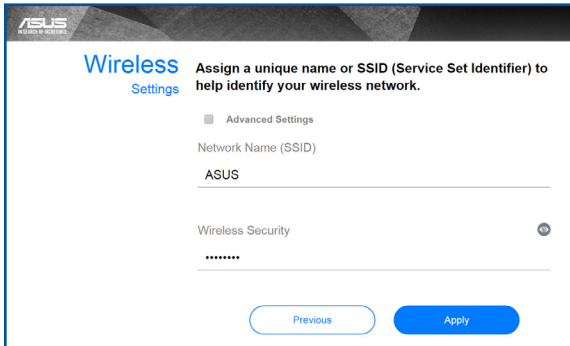 ASUS
IN SEARCH OF INCREDIBLE
Wireless
Settings
Assign a unique name or SSID (Service Set Identifier) to
help identify your wireless network.
Advanced Settings
Network Name (SSID)
ASUS
Wireless Security
••••••••
Previous
Apply